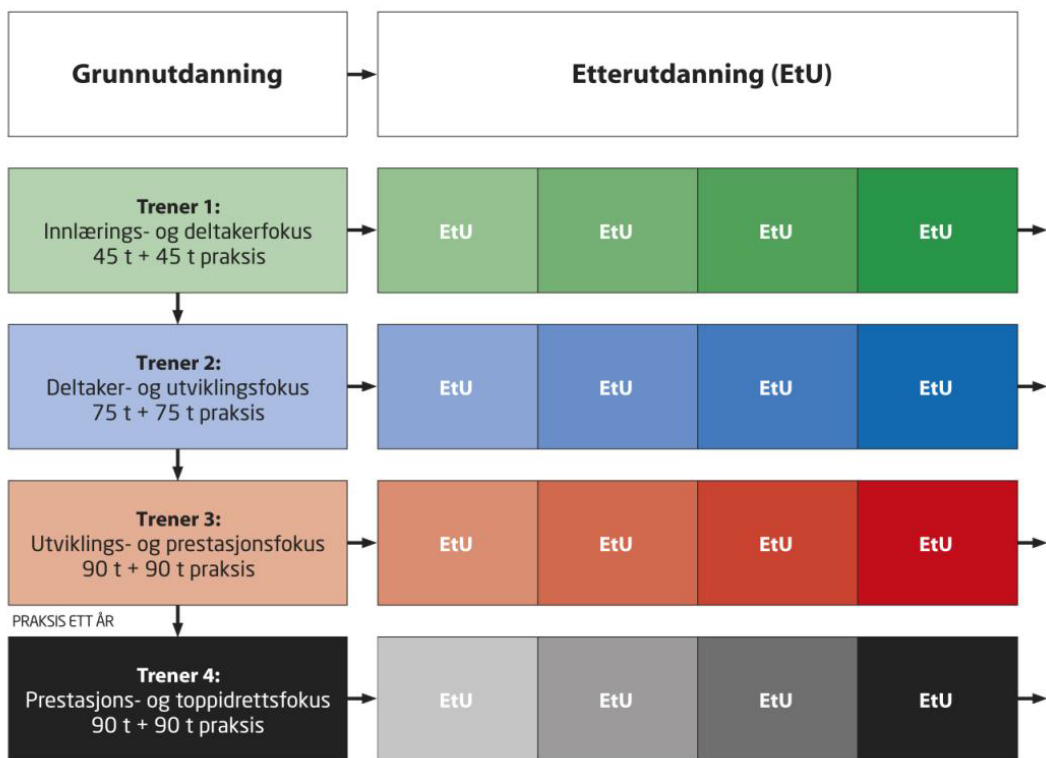 Grunnutdanning
Etterutdanning (EtU)
Trener 1:
Innlærings- og deltakerfokus
45 t + 45 t praksis
EtU
EtU
EtU
EtU
Trener 2:
Deltaker- og utviklingsfokus
75 t + 75 t praksis
EtU
EtU
EtU
EtU
Trener 3:
Utviklings- og prestasjonsfokus
90 t + 90 t praksis
EtU
EtU
EtU
EtU
PRAKSIS ETT ÅR
Trener 4:
Prestasjons- og toppidrettsfokus
90 t + 90 t praksis
EtU
EtU
EtU
EtU